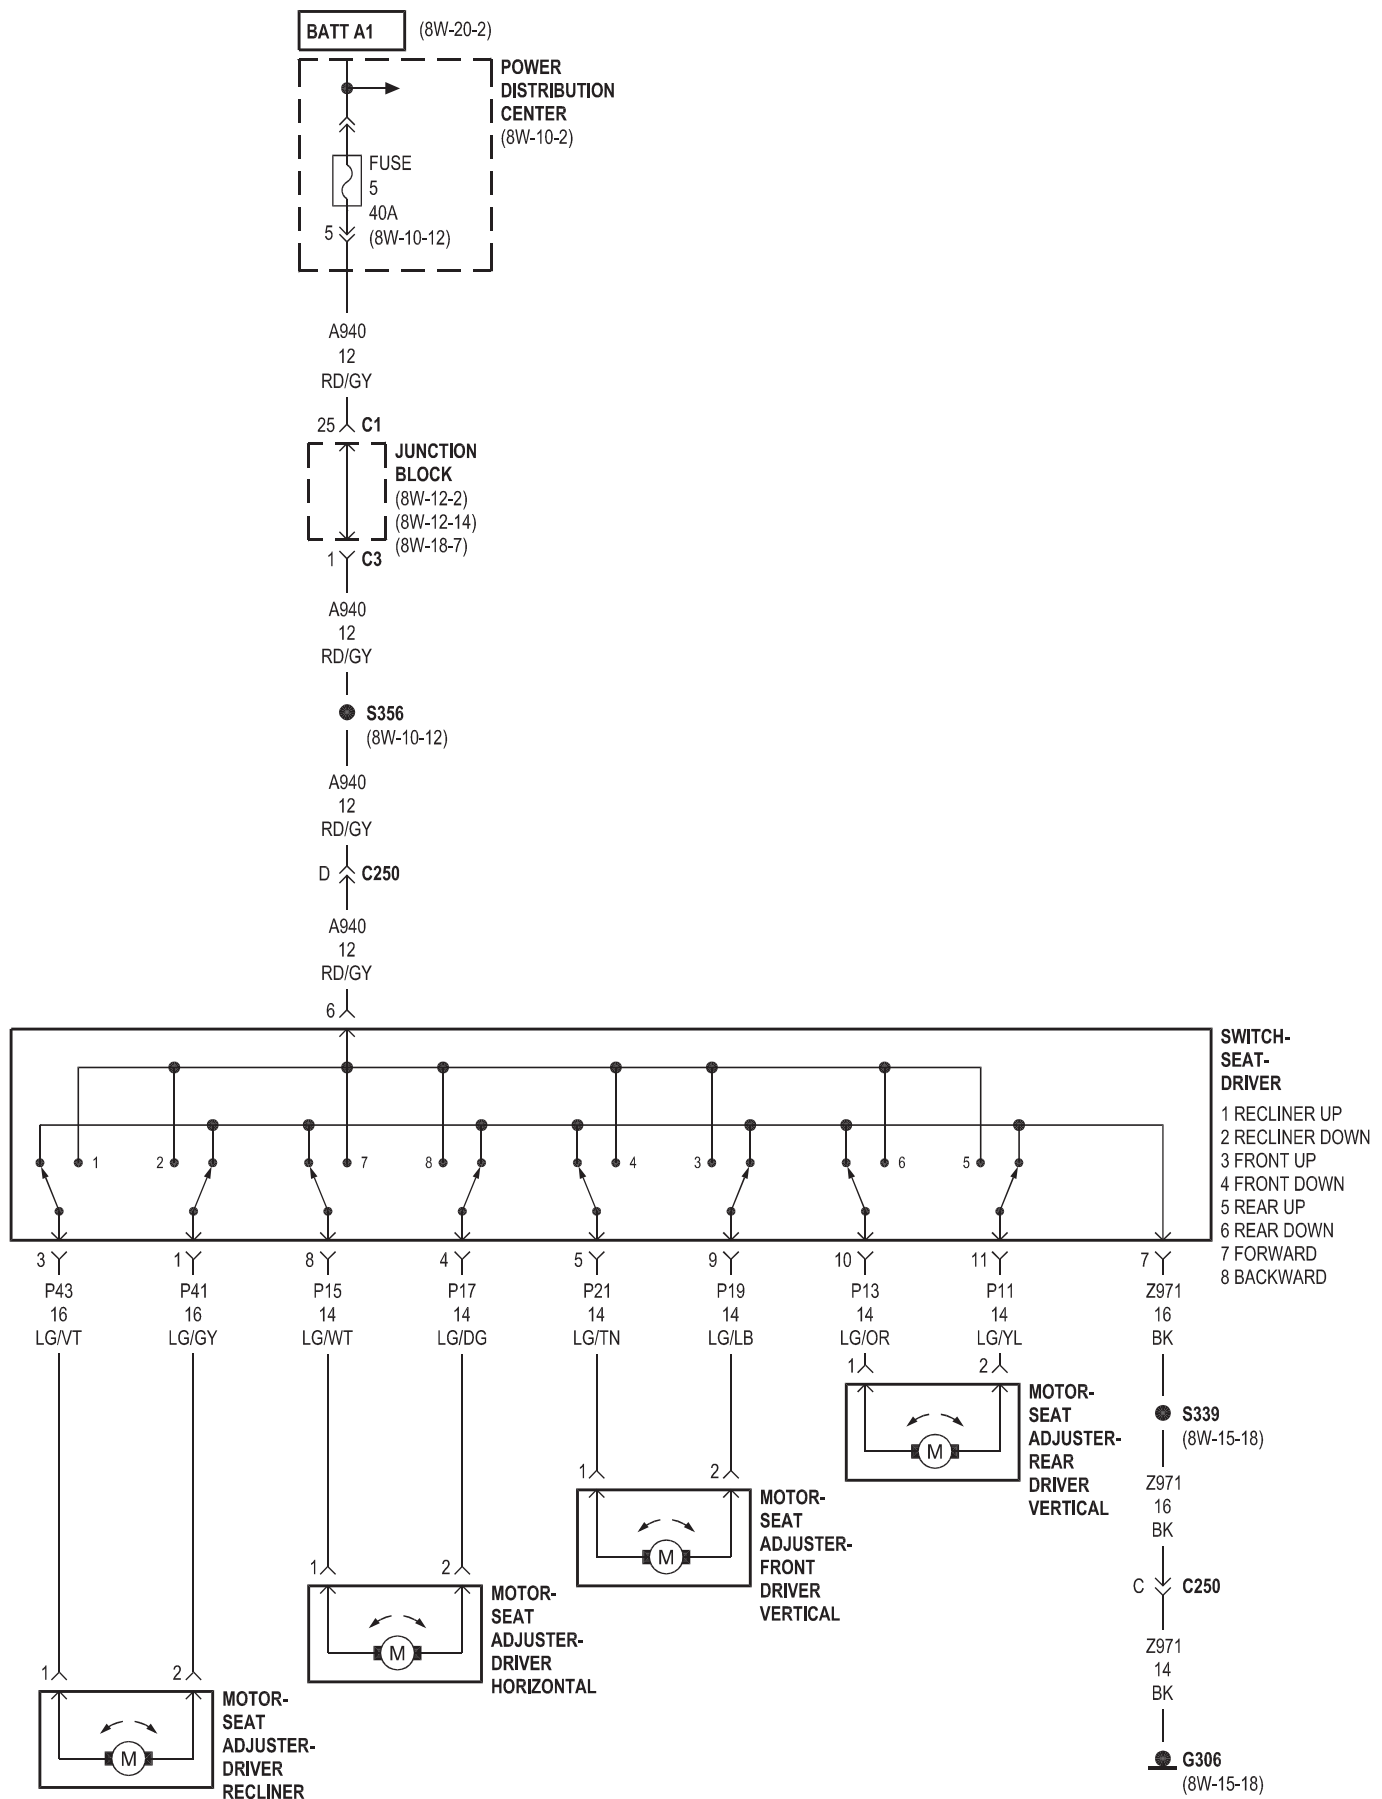 BATT A1 (8W-20-2)
POWER
DISTRIBUTION
CENTER
(8W-10-2)
FUSE
5
40A
5 (8W-10-12)
A940
12
RD/GY
25 C1
JUNCTION
BLOCK
(8W-12-2)
(8W-12-14)
(8W-18-7)
1 C3
A940
12
RD/GY
S356
(8W-10-12)
A940
12
RD/GY
D C250
A940
12
RD/GY
6
SWITCH-
SEAT-
DRIVER
1 RECLINER UP
2 RECLINER DOWN
3 FRONT UP
4 FRONT DOWN
5 REAR UP
6 REAR DOWN
7 FORWARD
8 BACKWARD
1 2 7 8 4 3 6 5
3 1 8 4 5 9 10 11 7
P43 P41 P15 P17 P21 P19 P13 P11 Z971
16 16 14 14 14 14 14 14 16
LG/VT LG/GY LG/WT LG/DG LG/TN LG/LB LG/OR LG/YL BK
1 2
M
MOTOR-
SEAT
ADJUSTER-
REAR
DRIVER
VERTICAL
S339
(8W-15-18)
Z971
16
BK
1 2
M
MOTOR-
SEAT
ADJUSTER-
FRONT
DRIVER
VERTICAL
C C250
1 2
M
MOTOR-
SEAT
ADJUSTER-
DRIVER
HORIZONTAL
Z971
14
BK
1 2
M
MOTOR-
SEAT
ADJUSTER-
DRIVER
RECLINER
G306
(8W-15-18)